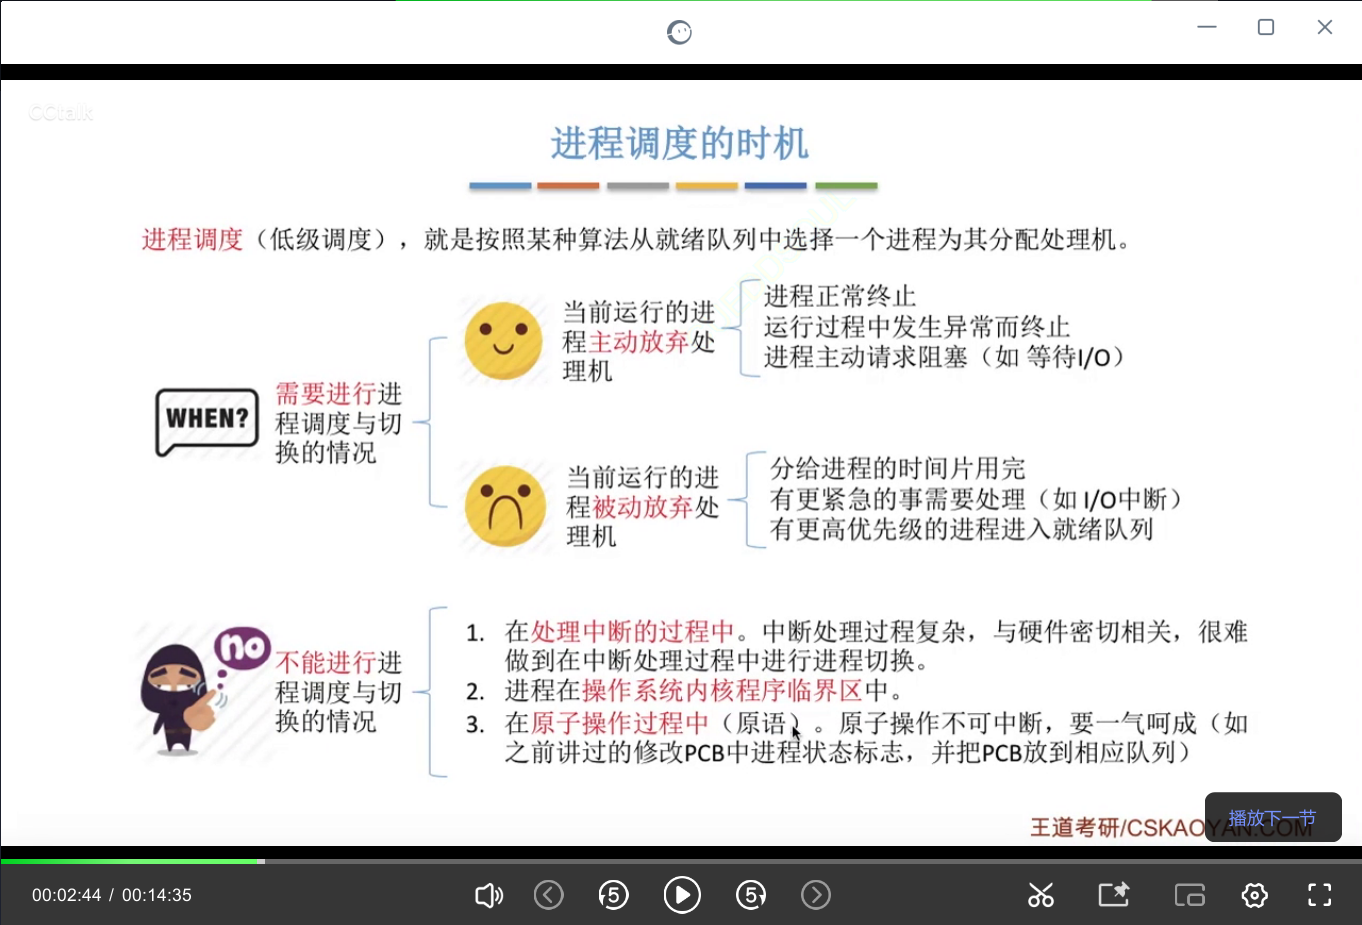 CCtalk
进程调度的时机
进程调度（低级调度），就是按照某种算法从就绪队列中选择一个进程为其分配处理机。
WHEN?
需要进行进
程调度与切
换的情况
当前运行的进
程主动放弃处
理机
进程正常终止
运行过程中发生异常而终止
进程主动请求阻塞（如 等待I/O）
当前运行的进
程被动放弃处
理机
分给进程的时间片用完
有更紧急的事需要处理（如 I/O中断）
有更高优先级的进程进入就绪队列
no
不能进行进
程调度与切
换的情况
1. 在处理中断的过程中。中断处理过程复杂，与硬件密切相关，很难
做到在中断处理过程中进行进程切换。
2. 进程在操作系统内核程序临界区中。
3. 在原子操作过程中（原语）。原子操作不可中断，要一气呵成（如
之前讲过的修改PCB中进程状态标志，并把PCB放到相应队列）
王道考研/CSKAOYAN.COM
播放下一节
00:02:44 / 00:14:35
5
5